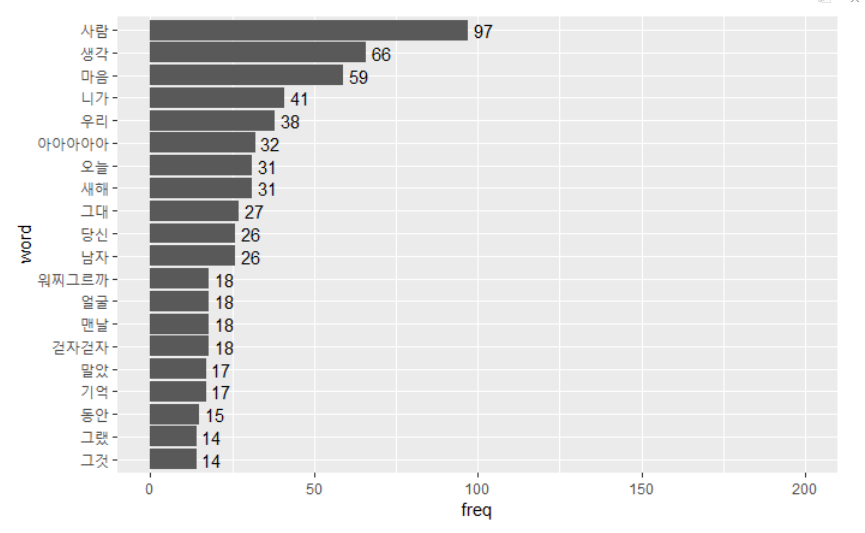 사람 97
생각 66
마음 59
니가 41
우리 38
아아아아아 32
오늘 31
새해 31
그대 27
당신 26
남자 26
워찌그르까 18
얼굴 18
맨날 18
걷자걷자 18
말았 17
기억 17
동안 15
그랬 14
그것 14
word
0 50 100 150 200
freq